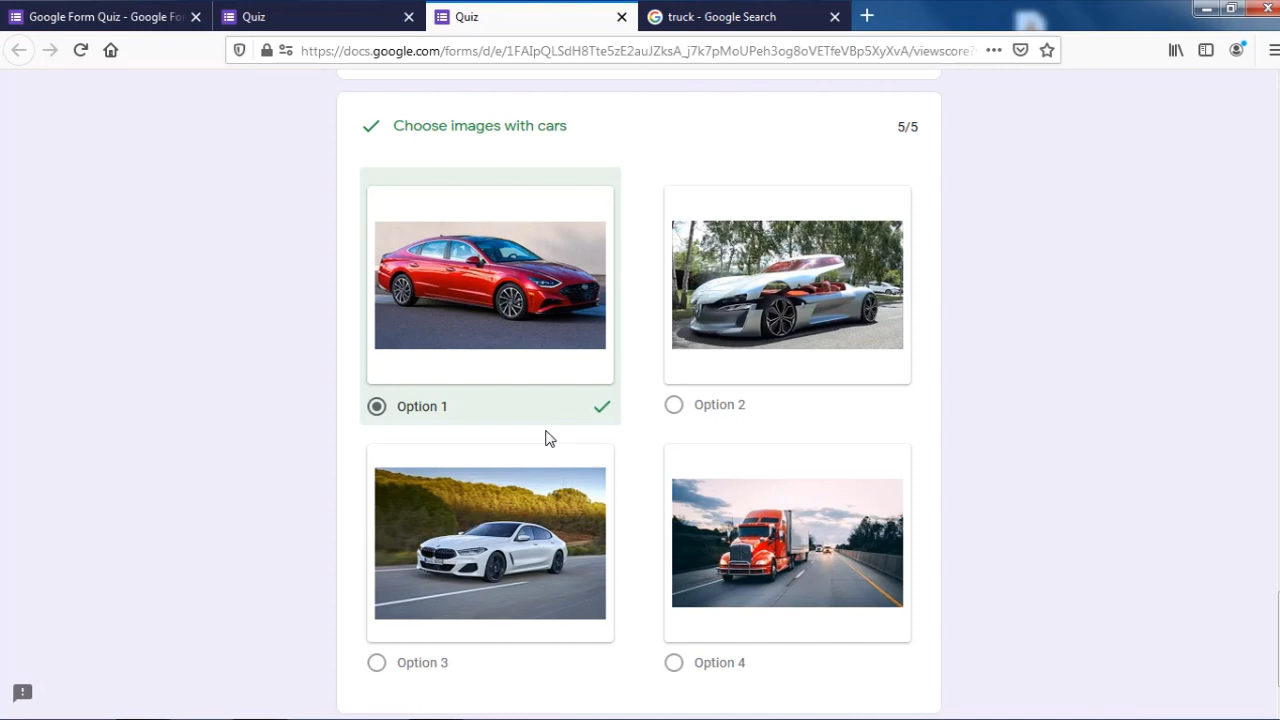 Google Form Quiz - Google Fo
Quiz
Quiz
truck - Google Search
https://docs.google.com/forms/d/e/1FAIpQLSdH8Tte5zE2auJZksA_j7k7pMoUPeh3og8oVETfeVBp5XyXvA/viewscore?
Choose images with cars
5/5
Option 1
Option 2
Option 3
Option 4